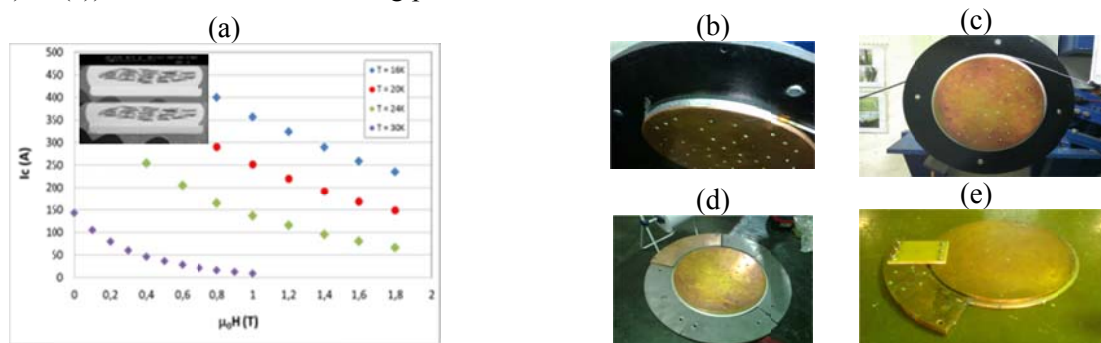 (a)
(b)
(c)
500
450
400
350
300
250
200
150
100
50
0
Ic (A)
T = 16K
T = 20K
T = 24K
T = 30K
0 0,2 0,4 0,6 0,8 1 1,2 1,4 1,6 1,8 2
μ₀H (T)
(d)
(e)